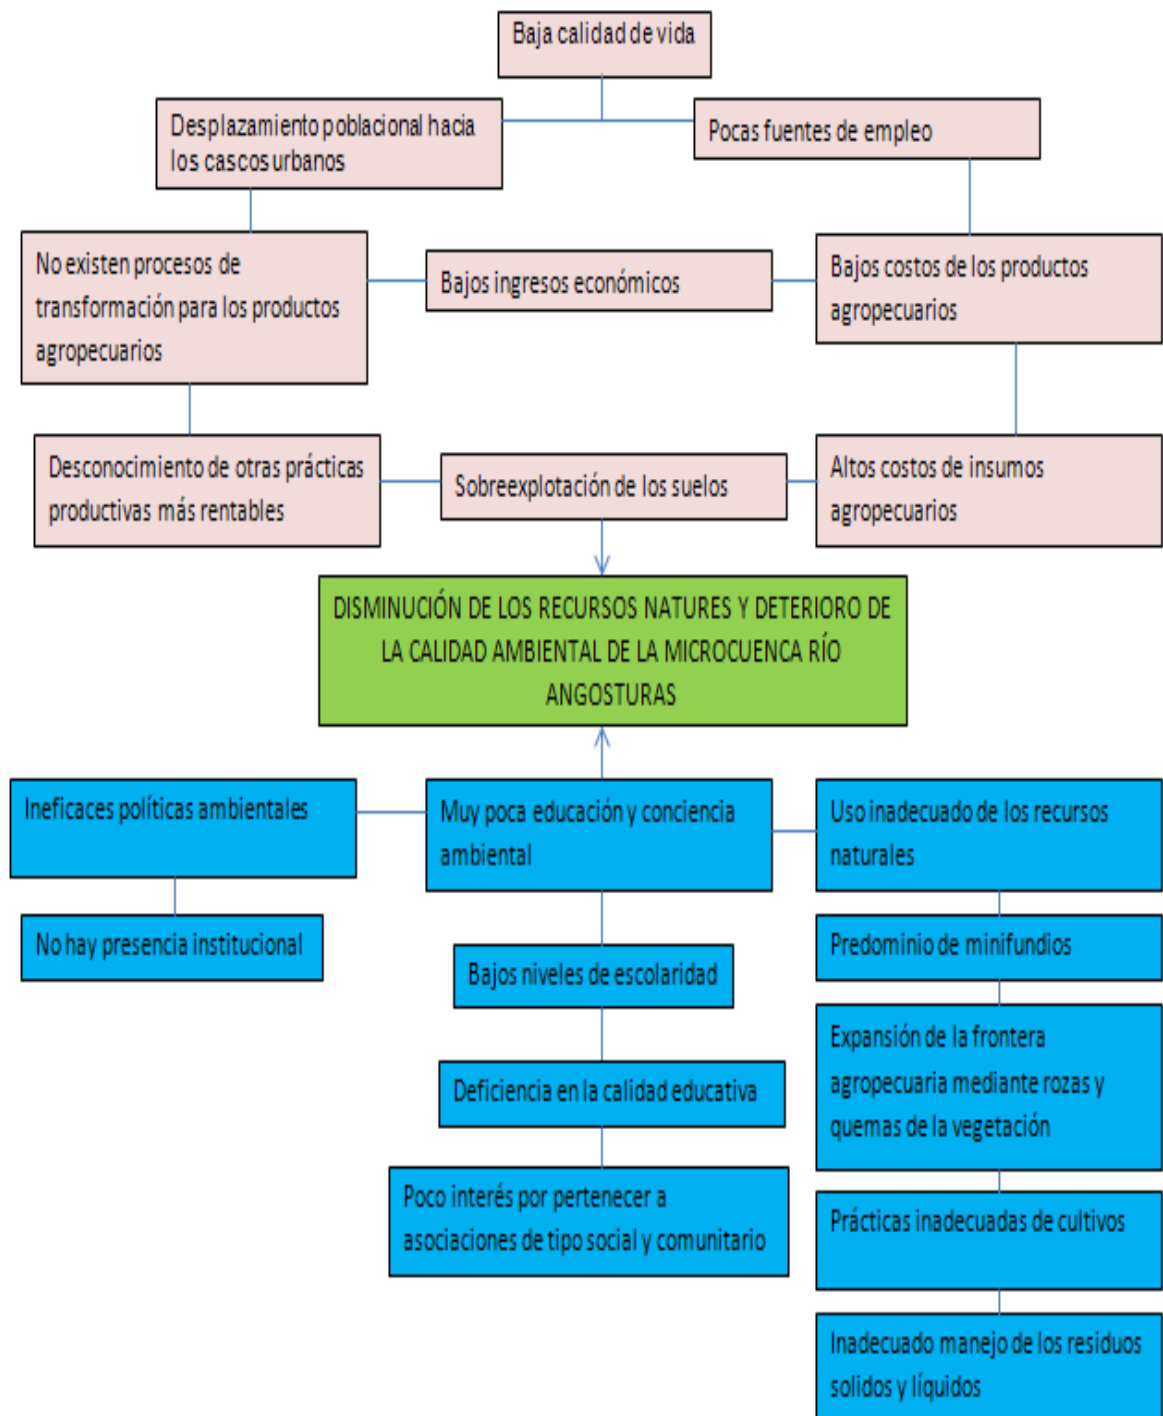 Baja calidad de vida
Desplazamiento poblacional hacia
los cascos urbanos
Pocas fuentes de empleo
No existen procesos de
transformación para los productos
agropecuarios
Bajos ingresos económicos
Bajos costos de los productos
agropecuarios
Desconocimiento de otras prácticas
productivas más rentables
Sobreexplotación de los suelos
Altos costos de insumos
agropecuarios
DISMINUCIÓN DE LOS RECURSOS NATURES Y DETERIORO DE
LA CALIDAD AMBIENTAL DE LA MICROCUENCA RÍO
ANGOSTURAS
Ineficaces políticas ambientales
Muy poca educación y conciencia
ambiental
Uso inadecuado de los recursos
naturales
No hay presencia institucional
Bajos niveles de escolaridad
Predominio de minifundios
Deficiencia en la calidad educativa
Expansión de la frontera
agropecuaria mediante rozas y
quemas de la vegetación
Poco interés por pertenecer a
asociaciones de tipo social y comunitario
Prácticas inadecuadas de cultivos
Inadecuado manejo de los residuos
solidos y líquidos